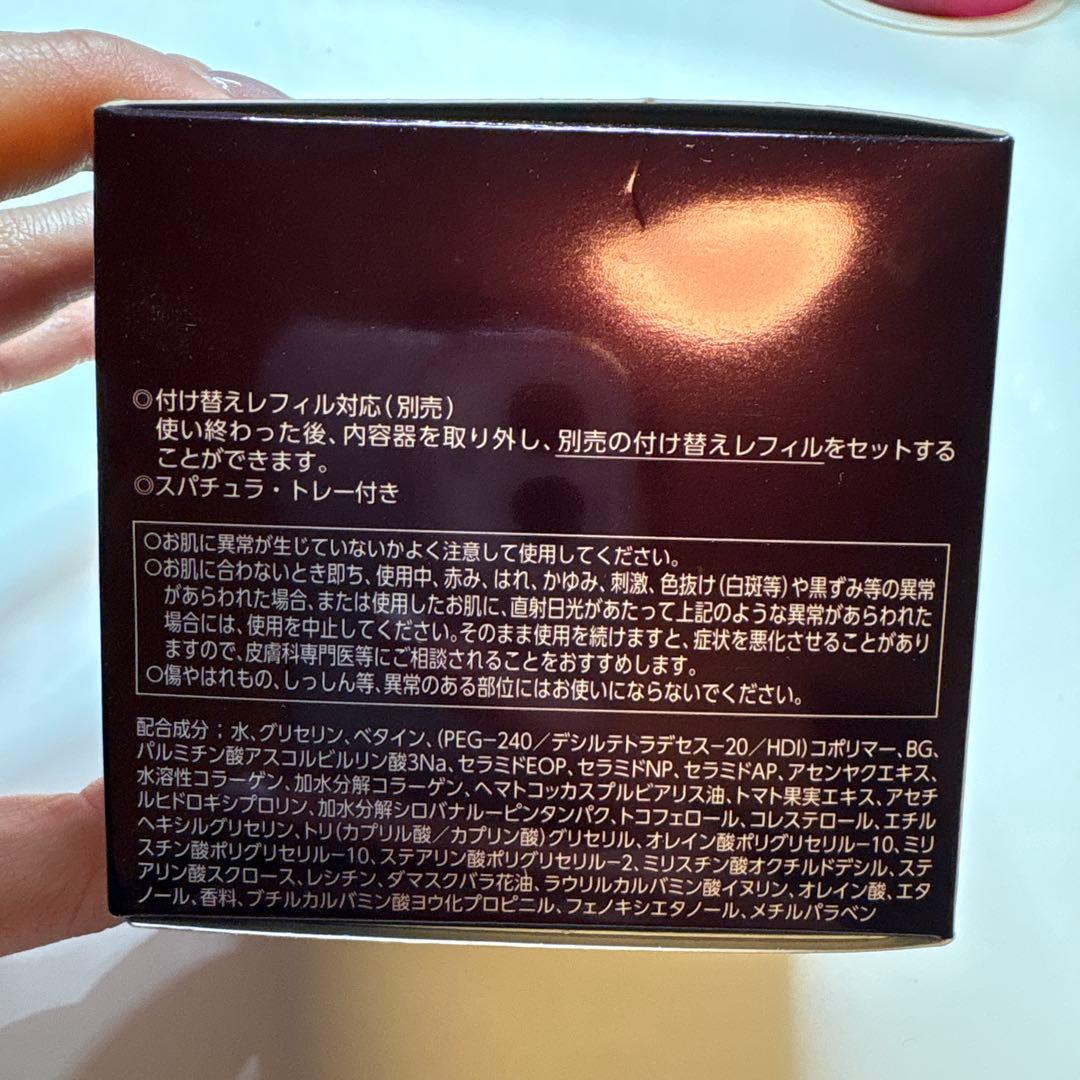 ◎付け替えレフィル対応(別売)
使い終わった後、内容器を取り外し、別売の付け替えレフィルをセットする
ことができます。
◎スパチュラ・トレー付き
○お肌に異常が生じていないかよく注意して使用してください。
○お肌に合わないとき即ち、使用中、赤み、はれ、かゆみ、刺激、色抜け(白斑等)や黒ずみ等の異常
があらわれた場合、または使用したお肌に、直射日光があたって上記のような異常があらわれた
場合には、使用を中止してください。そのまま使用を続けますと、症状を悪化させることがあり
ますので、皮膚科専門医等にご相談されることをおすすめします。
○傷やはれもの、しっしん等、異常のある部位にはお使いにならないでください。
配合成分：水、グリセリン、ベタイン、(PEG-240/デシルテトラデセス-20/HDI)コポリマー、BG、
パルミチン酸アスコルビルリン酸3Na、セラミドEOP、セラミドNP、セラミドAP、アセンヤクエキス、
水溶性コラーゲン、加水分解コラーゲン、ヘマトコッカスプルビアリス油、トマト果実エキス、アセチ
ルヒドロキシプロリン、加水分解シロバナルーピンタンパク、トコフェロール、コレステロール、エチル
ヘキシルグリセリン、トリ(カプリル酸/カプリン酸)グリセリル、オレイン酸ポリグリセリル-10、ミリ
スチン酸ポリグリセリル-10、ステアリン酸ポリグリセリル-2、ミリスチン酸オクチルドデシル、ステ
アリン酸スクロース、レシチン、ダマスクバラ花油、ラウリルカルバミン酸イヌリン、オレイン酸、エタ
ノール、香料、ブチルカルバミン酸ヨウ化プロピニル、フェノキシエタノール、メチルパラベン